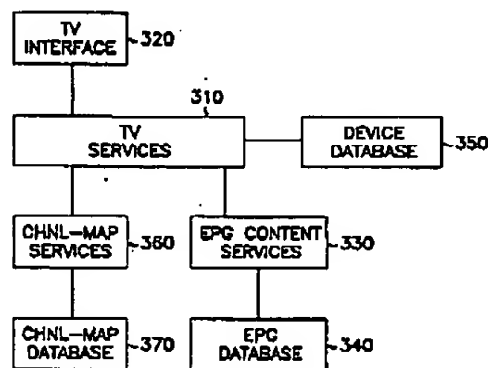 TV
INTERFACE
320
310
TV
SERVICES
DEVICE
DATABASE
350
CHNL-MAP
SERVICES
360
EPG CONTENT
SERVICES
330
CHNL-MAP
DATABASE
370
EPG
DATABASE
340